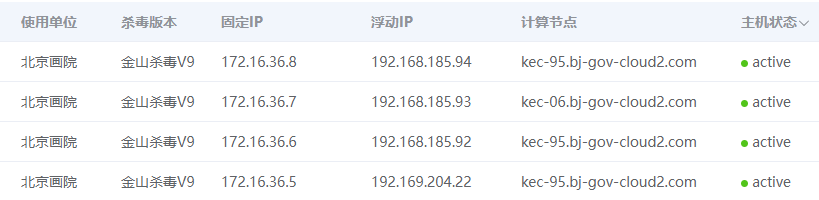 使用单位 杀毒版本 固定IP 浮动IP 计算节点 主机状态
北京画院 金山杀毒V9 172.16.36.8 192.168.185.94 kec-95.bj-gov-cloud2.com active
北京画院 金山杀毒V9 172.16.36.7 192.168.185.93 kec-06.bj-gov-cloud2.com active
北京画院 金山杀毒V9 172.16.36.6 192.168.185.92 kec-95.bj-gov-cloud2.com active
北京画院 金山杀毒V9 172.16.36.5 192.169.204.22 kec-95.bj-gov-cloud2.com active